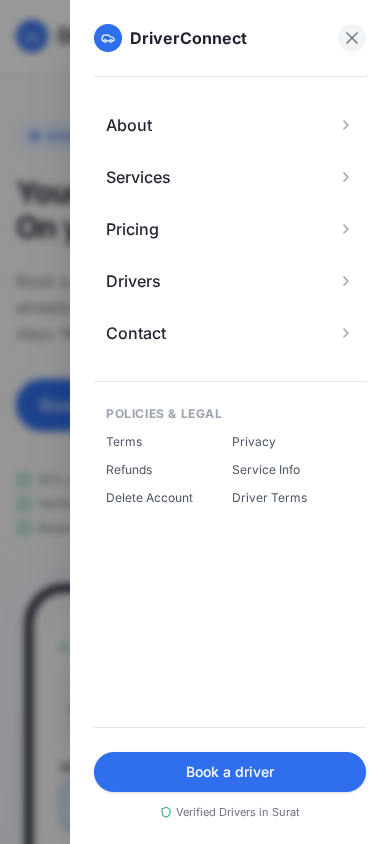 DriverConnect
About
Services
Pricing
Drivers
Contact
POLICIES & LEGAL
Terms Privacy
Refunds Service Info
Delete Account Driver Terms
Book a driver
Verified Drivers in Surat